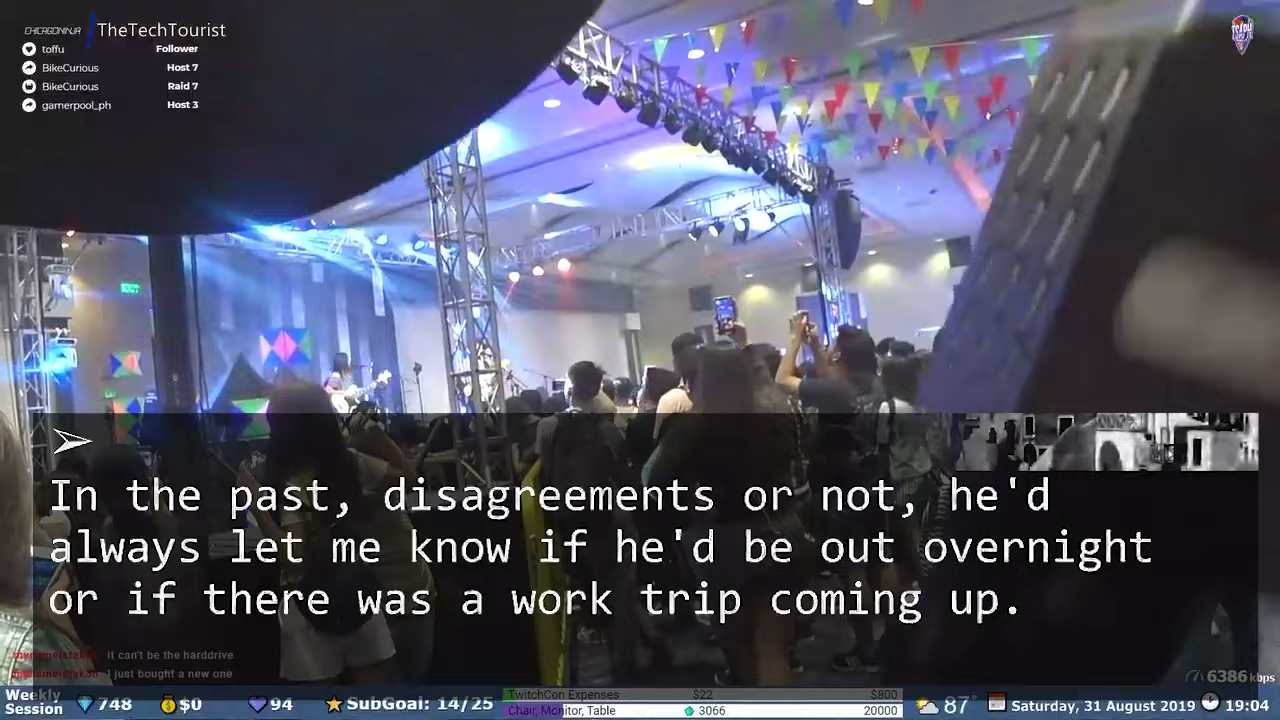 CHICAGONINJA TheTechTourist
toffu Follower
BikeCurious Host 7
BikeCurious Raid 7
gamerpool_ph Host 3
EXIT
In the past, disagreements or not, he'd
always let me know if he'd be out overnight
or if there was a work trip coming up.
it can't be the harddrive
I just bought a new one
6386 kbps
Weekly
Session
748
$0
94
SubGoal: 14/25
TwitchCon Expenses $22 $800
Chair, Monitor, Table 3066 20000
87°
Saturday, 31 August 2019
19:04